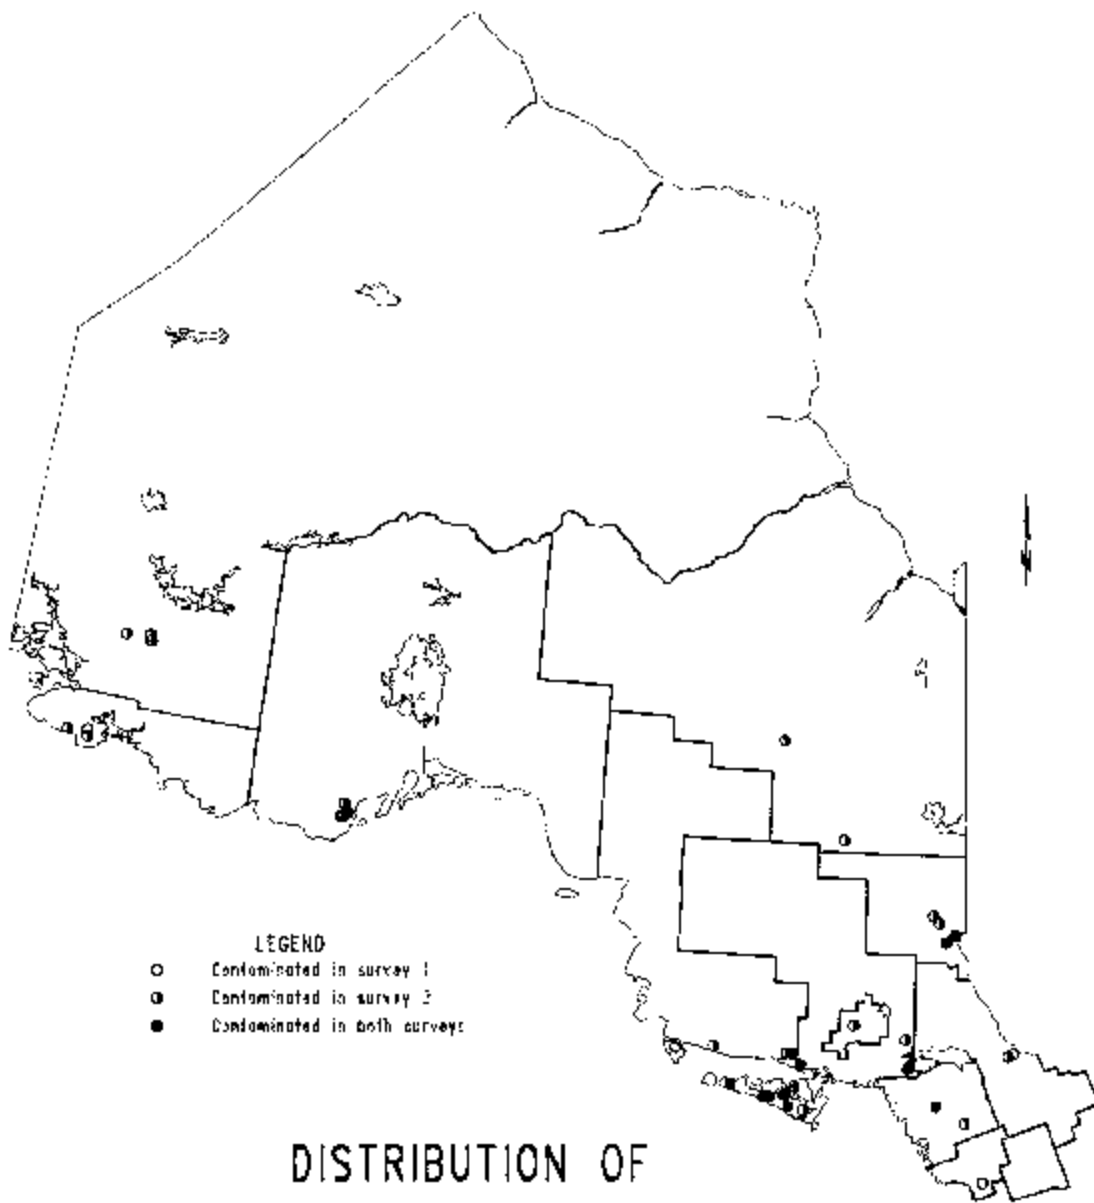 LEGEND
Contaminated in survey 1
Contaminated in survey 2
Contaminated in both surveys
DISTRIBUTION OF